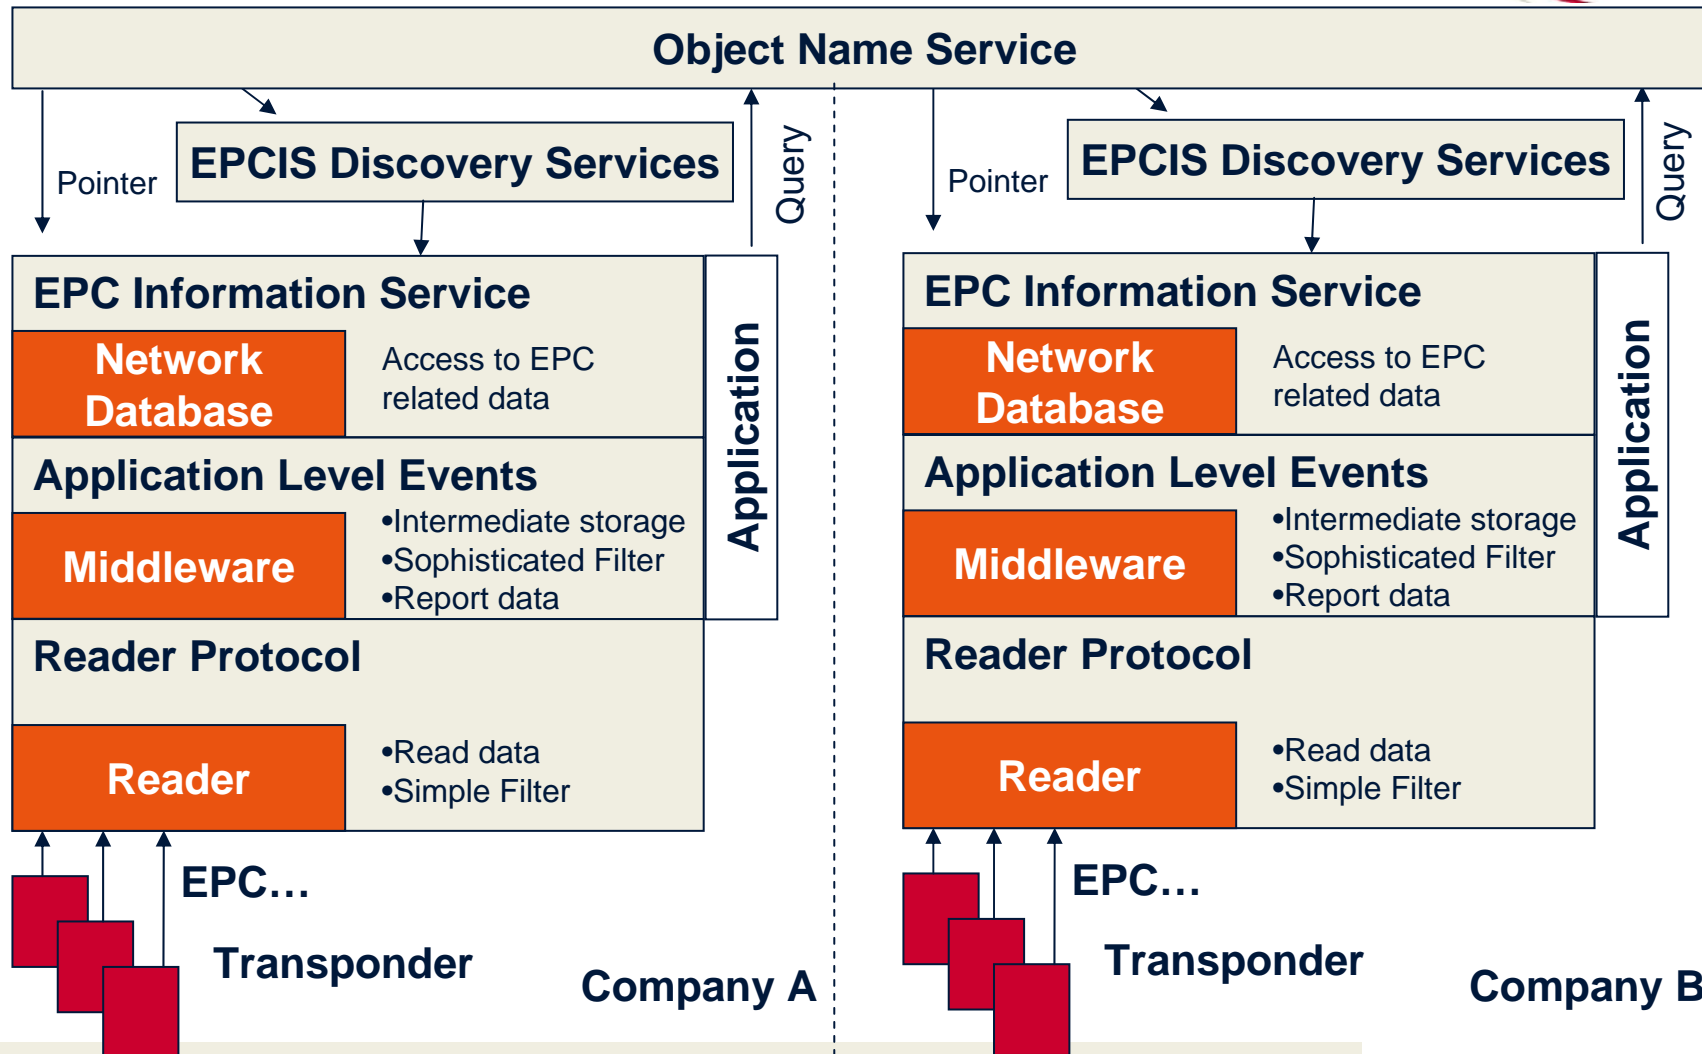 Object Name Service
Pointer
EPCIS Discovery Services
Query
EPC Information Service
Network
Database
Access to EPC
related data
Application Level Events
Middleware
•Intermediate storage
•Sophisticated Filter
•Report data
Application
Reader Protocol
Reader
•Read data
•Simple Filter
EPC…
Transponder
Company A
Pointer
EPCIS Discovery Services
Query
EPC Information Service
Network
Database
Access to EPC
related data
Application Level Events
Middleware
•Intermediate storage
•Sophisticated Filter
•Report data
Application
Reader Protocol
Reader
•Read data
•Simple Filter
EPC…
Transponder
Company B